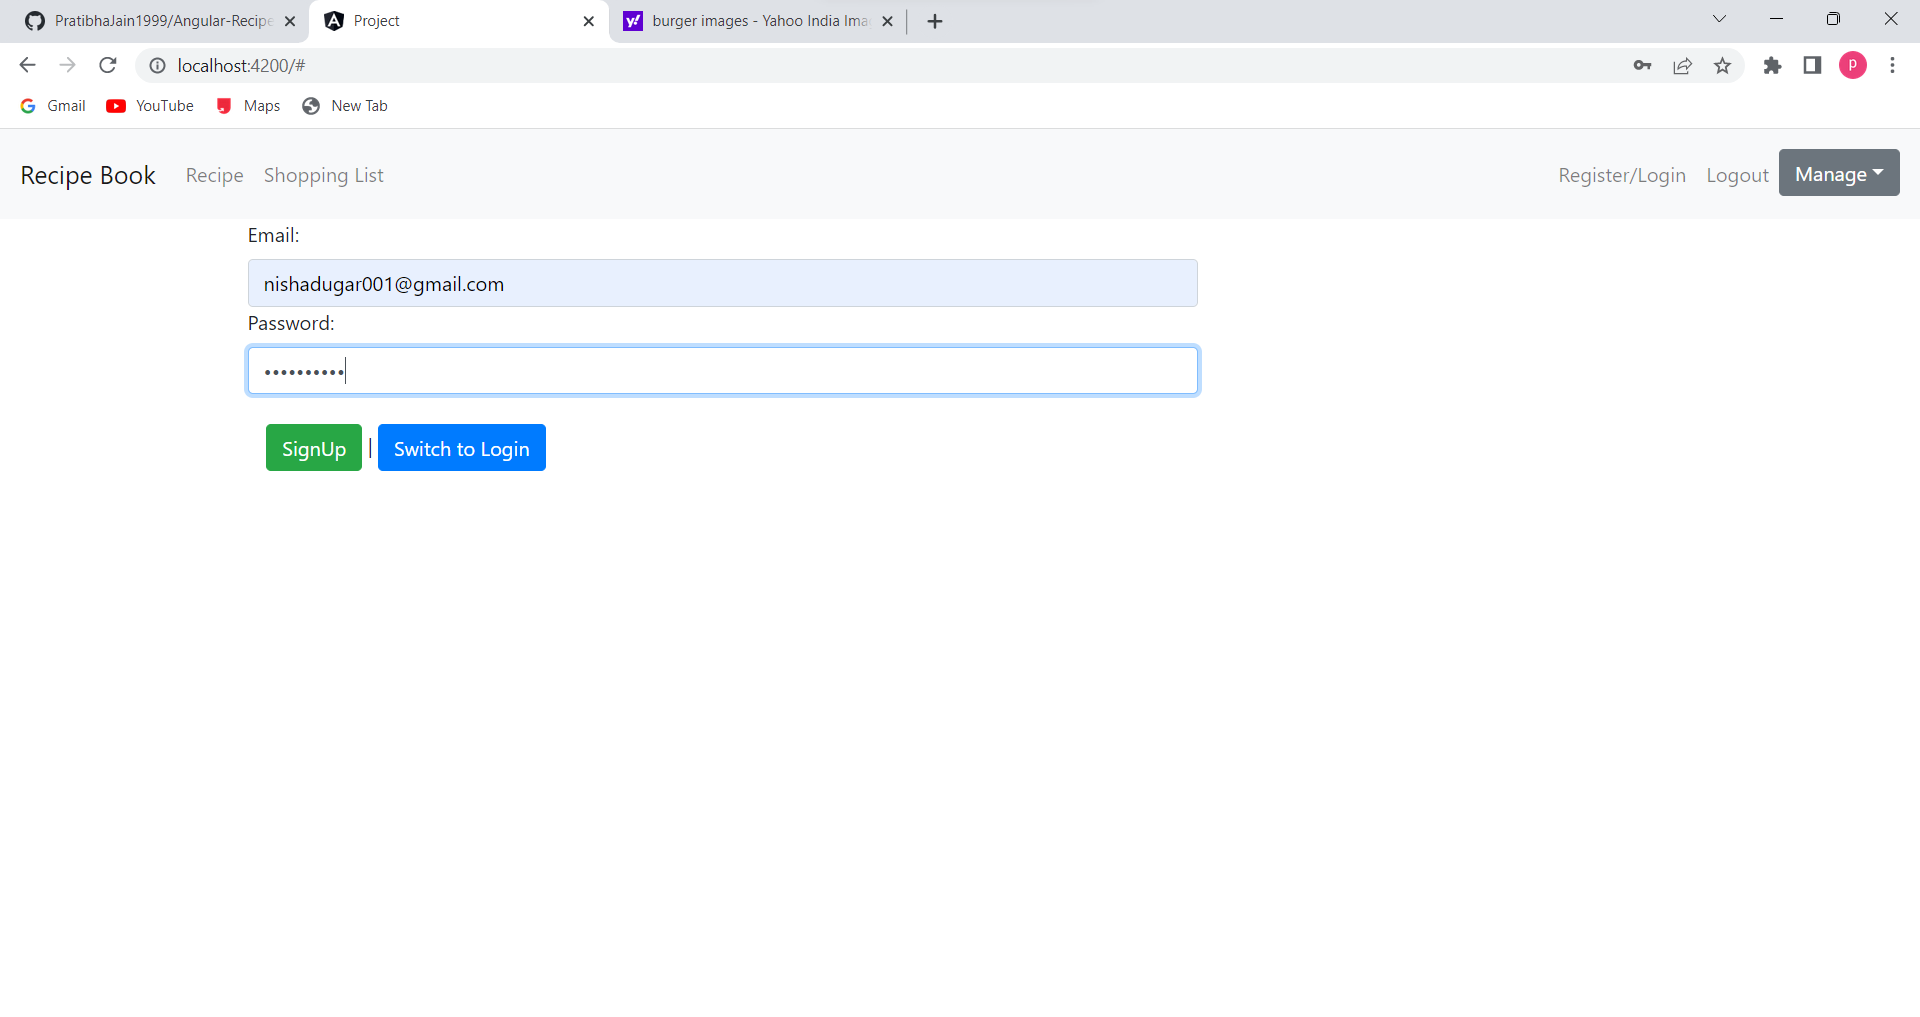 PratibhaJain1999/Angular-Recipe
Project
burger images - Yahoo India Ima
localhost:4200/#
P
Gmail
YouTube
Maps
New Tab
Recipe Book
Recipe
Shopping List
Register/Login
Logout
Manage
Email:
nishadugar001@gmail.com
Password:
••••••••••
SignUp | Switch to Login